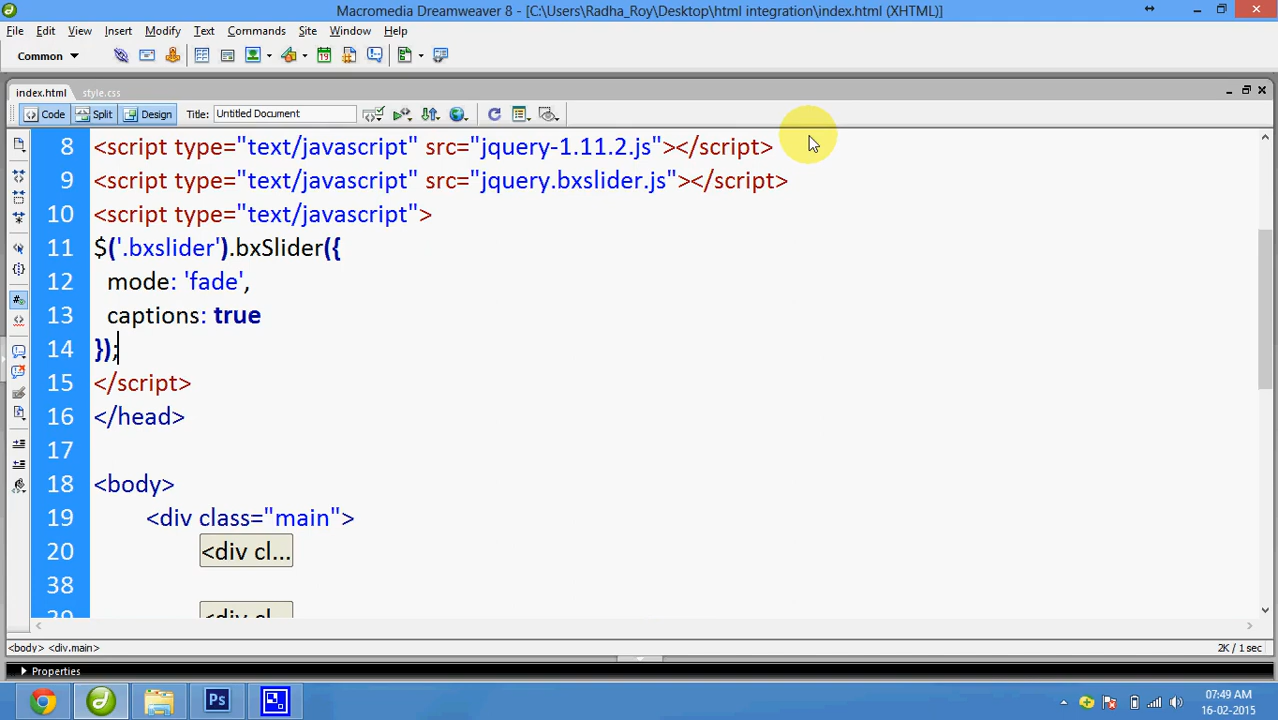 Macromedia Dreamweaver 8 - [C:\Users\Radha_Roy\Desktop\html integration\index.html (XHTML)]
File Edit View Insert Modify Text Commands Site Window Help
Common
19
index.html style.css
Code Split Design Title: Untitled Document
8 <script type="text/javascript" src="jquery-1.11.2.js"></script>
9 <script type="text/javascript" src="jquery.bxslider.js"></script>
10 <script type="text/javascript">
11 $('.bxslider').bxSlider({
12 mode: 'fade',
13 captions: true
14 });
15 </script>
16 </head>
17
18 <body>
19 <div class="main">
20 <div cl...
38
39 <div cl...
<body> <div.main> 2K / 1 sec
Properties
Ps
07:49 AM
16-02-2015